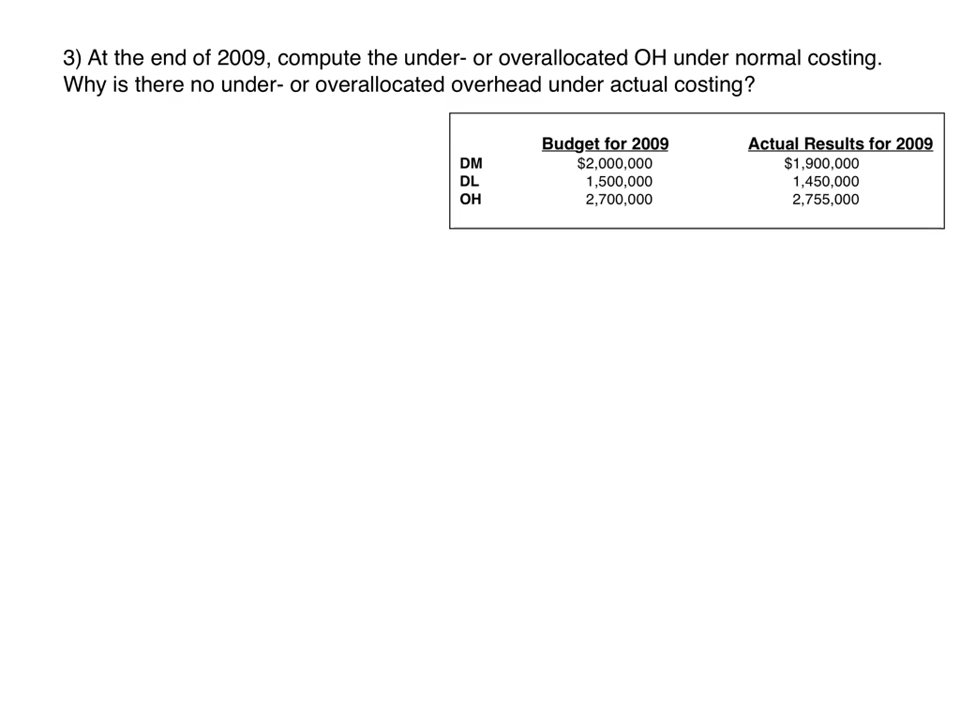 3) At the end of 2009, compute the under- or overallocated OH under normal costing.
Why is there no under- or overallocated overhead under actual costing?
Budget for 2009 Actual Results for 2009
DM $2,000,000 $1,900,000
DL 1,500,000 1,450,000
OH 2,700,000 2,755,000